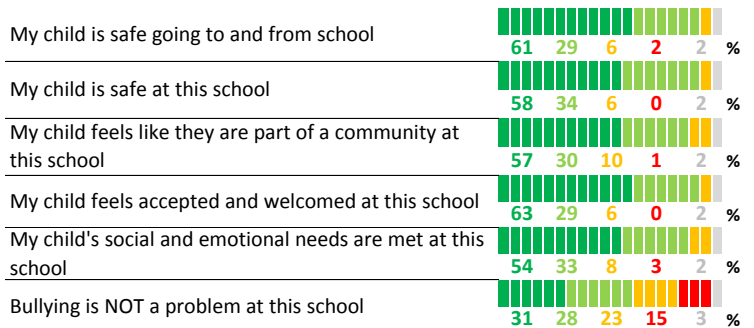 My child is safe going to and from school
61 29 6 2 2 %
My child is safe at this school
58 34 6 0 2 %
My child feels like they are part of a community at
this school
57 30 10 1 2 %
My child feels accepted and welcomed at this school
63 29 6 0 2 %
My child's social and emotional needs are met at this
school
54 33 8 3 2 %
Bullying is NOT a problem at this school
31 28 23 15 3 %